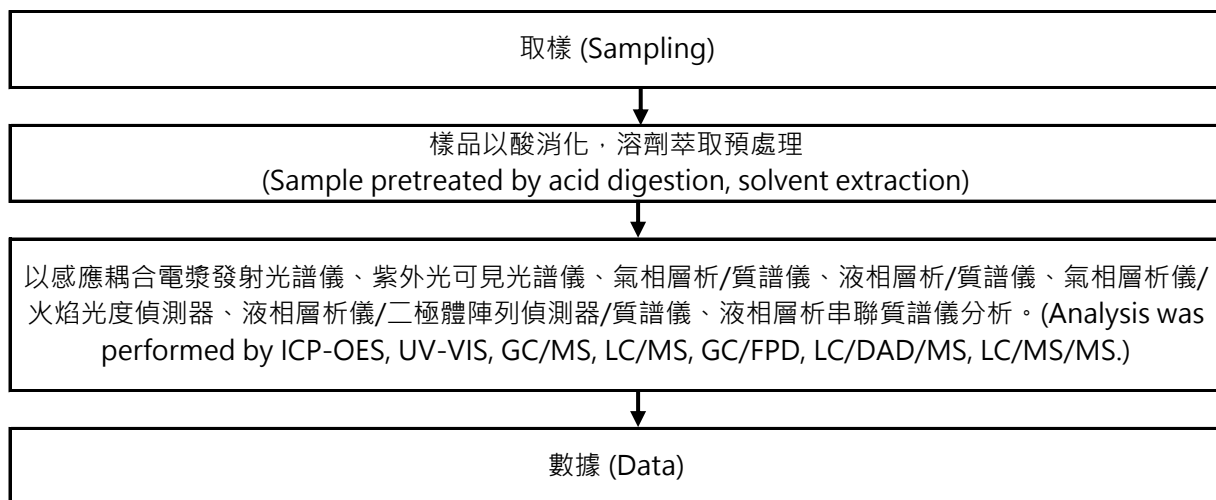 取樣 (Sampling)
樣品以酸消化，溶劑萃取預處理
(Sample pretreated by acid digestion, solvent extraction)
以感應耦合電漿發射光譜儀、紫外光可見光譜儀、氣相層析/質譜儀、液相層析/質譜儀、氣相層析儀/
火焰光度偵測器、液相層析儀/二極體陣列偵測器/質譜儀、液相層析串聯質譜儀分析。(Analysis was
performed by ICP-OES, UV-VIS, GC/MS, LC/MS, GC/FPD, LC/DAD/MS, LC/MS/MS.)
數據 (Data)